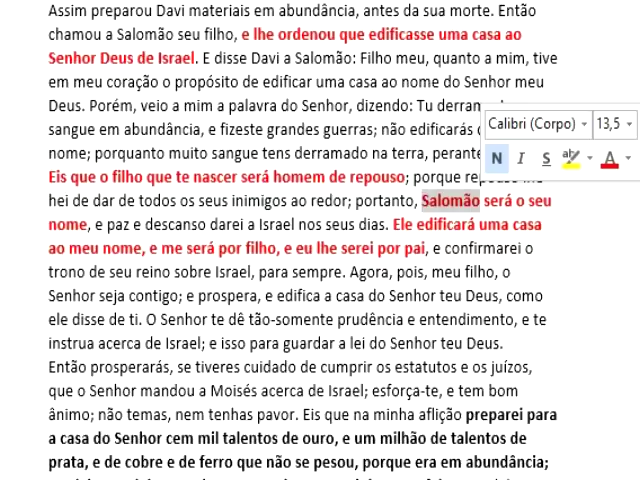 Assim preparou Davi materiais em abundância, antes da sua morte. Então
chamou a Salomão seu filho, e lhe ordenou que edificasse uma casa ao
Senhor Deus de Israel. E disse Davi a Salomão: Filho meu, quanto a mim, tive
em meu coração o propósito de edificar uma casa ao nome do Senhor meu
Deus. Porém, veio a mim a palavra do Senhor, dizendo: Tu
sangue em abundância, e fizeste grandes guerras; não edificarás
nome; porquanto muito sangue tens derramado na terra, perante
Eis que o filho que te nascer será homem de repouso; porque
hei de dar de todos os seus inimigos ao redor; portanto, Salomão será o seu
nome, e paz e descanso darei a Israel nos seus dias. Ele edificará uma casa
ao meu nome, e me será por filho, e eu lhe serei por pai, e confirmarei o
trono de seu reino sobre Israel, para sempre. Agora, pois, meu filho, o
Senhor seja contigo; e prospera, e edifica a casa do Senhor teu Deus, como
ele disse de ti. O Senhor te dê tão-somente prudência e entendimento, e te
instrua acerca de Israel; e isso para guardar a lei do Senhor teu Deus.
Então prosperarás, se tiveres cuidado de cumprir os estatutos e os juízos,
que o Senhor mandou a Moisés acerca de Israel; esforça-te, e tem bom
ânimo; não temas, nem tenhas pavor. Eis que na minha aflição preparei para
a casa do Senhor cem mil talentos de ouro, e um milhão de talentos de
prata, e de cobre e de ferro que não se pesou, porque era em abundância;
Calibri (Corpo) 13,5
N I S aby A